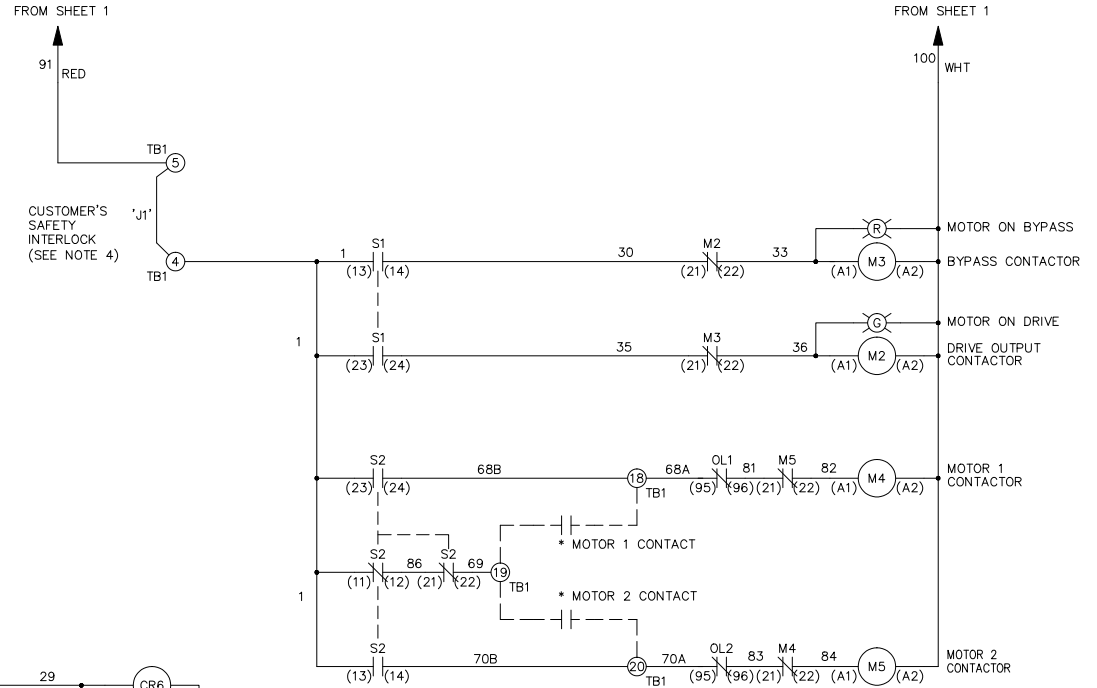 FROM SHEET 1
FROM SHEET 1
91
RED
100
WHT
TB1
5
CUSTOMER'S
SAFETY
INTERLOCK
(SEE NOTE 4)
'J1'
4
TB1
R
MOTOR ON BYPASS
1
S1
(13)
(14)
30
M2
(21)
(22)
33
(A1)
M3
(A2)
BYPASS CONTACTOR
G
MOTOR ON DRIVE
1
S1
(23)
(24)
35
M3
(21)
(22)
36
(A1)
M2
(A2)
DRIVE OUTPUT
CONTACTOR
S2
(23)
(24)
68B
18
TB1
68A
OL1
(95)
(96)
81
M5
(21)
(22)
82
(A1)
M4
(A2)
MOTOR 1
CONTACTOR
* MOTOR 1 CONTACT
S2
(11)
(12)
86
S2
(21)
(22)
69
19
TB1
1
* MOTOR 2 CONTACT
S2
(13)
(14)
70B
20
TB1
70A
OL2
(95)
(96)
83
M4
(21)
(22)
84
(A1)
M5
(A2)
MOTOR 2
CONTACTOR
29
CR6